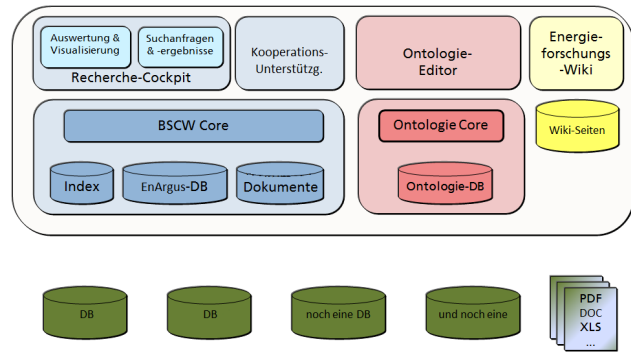 Auswertung &
Visualisierung
Suchanfragen
& -ergebnisse
Recherche-Cockpit
Kooperations-
Unterstützg.
Ontologie-
Editor
Energie-
forschungs
-Wiki
BSCW Core
Ontologie Core
Wiki-Seiten
Index
EnArgus-DB
Dokumente
Ontologie-DB
DB
DB
noch eine DB
und noch eine
PDF
DOC
XLS
...